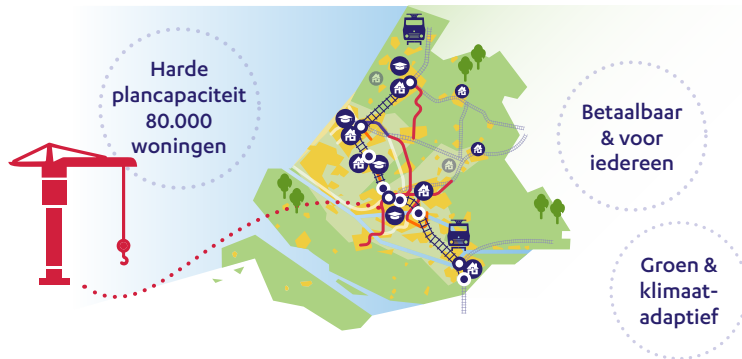 Harde
plancapaciteit
80.000
woningen
Betaalbaar
& voor
iedereen
Groen &
klimaat-
adaptief